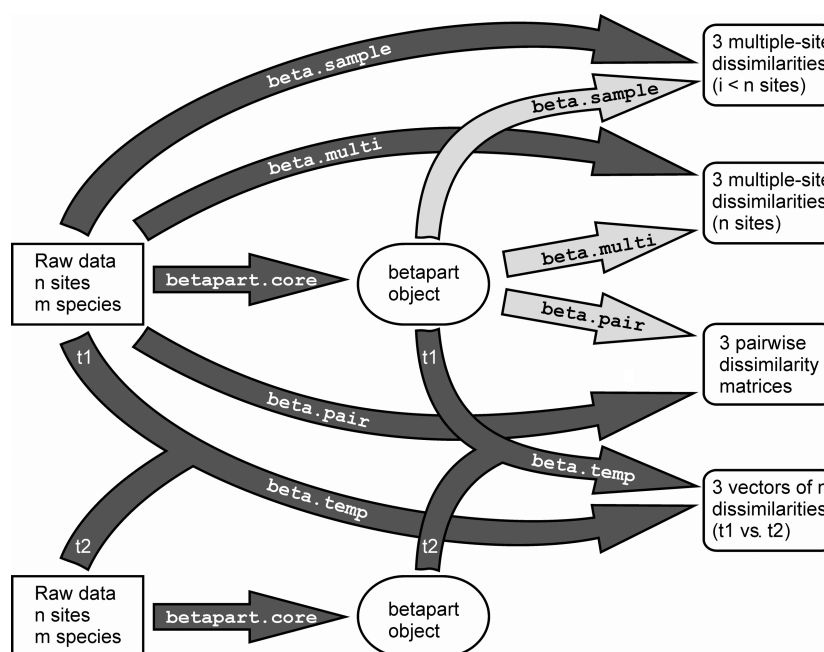 beta.sample
3 multiple-site
dissimilarities
(i < n sites)
beta.sample
beta.multi
3 multiple-site
dissimilarities
(n sites)
Raw data
n sites
m species
betapart.core
betapart
object
beta.multi
beta.pair
3 pairwise
dissimilarity
matrices
t1
t1
beta.pair
beta.temp
beta.temp
3 vectors of n
dissimilarities
(t1 vs. t2)
t2
t2
Raw data
n sites
m species
betapart.core
betapart
object